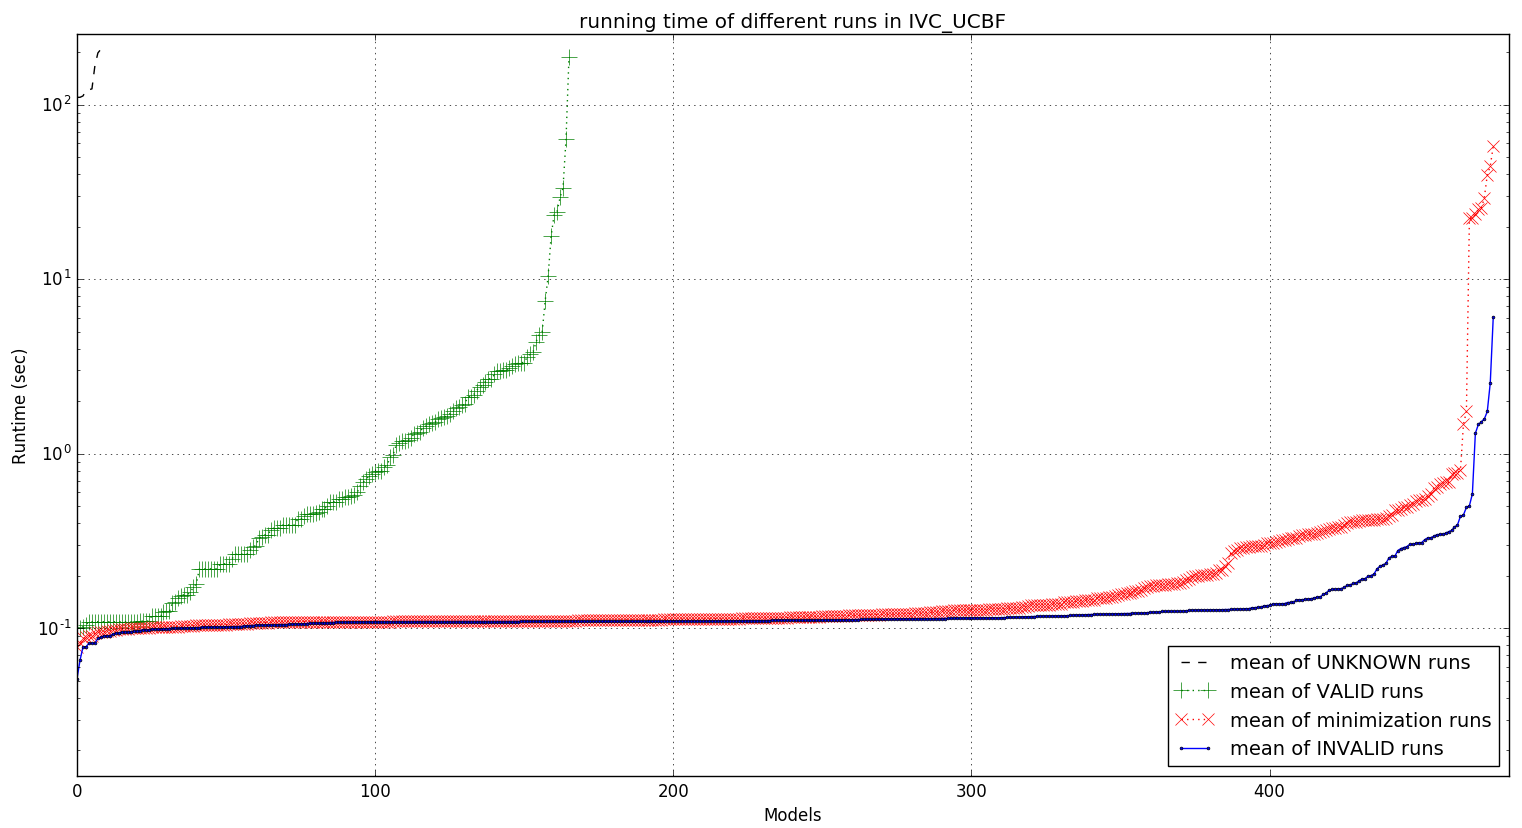 running time of different runs in IVC_UCBF
Runtime (sec)
10^2
10^1
10^0
10^-1
0 100 200 300 400
Models
mean of UNKNOWN runs
mean of VALID runs
mean of minimization runs
mean of INVALID runs